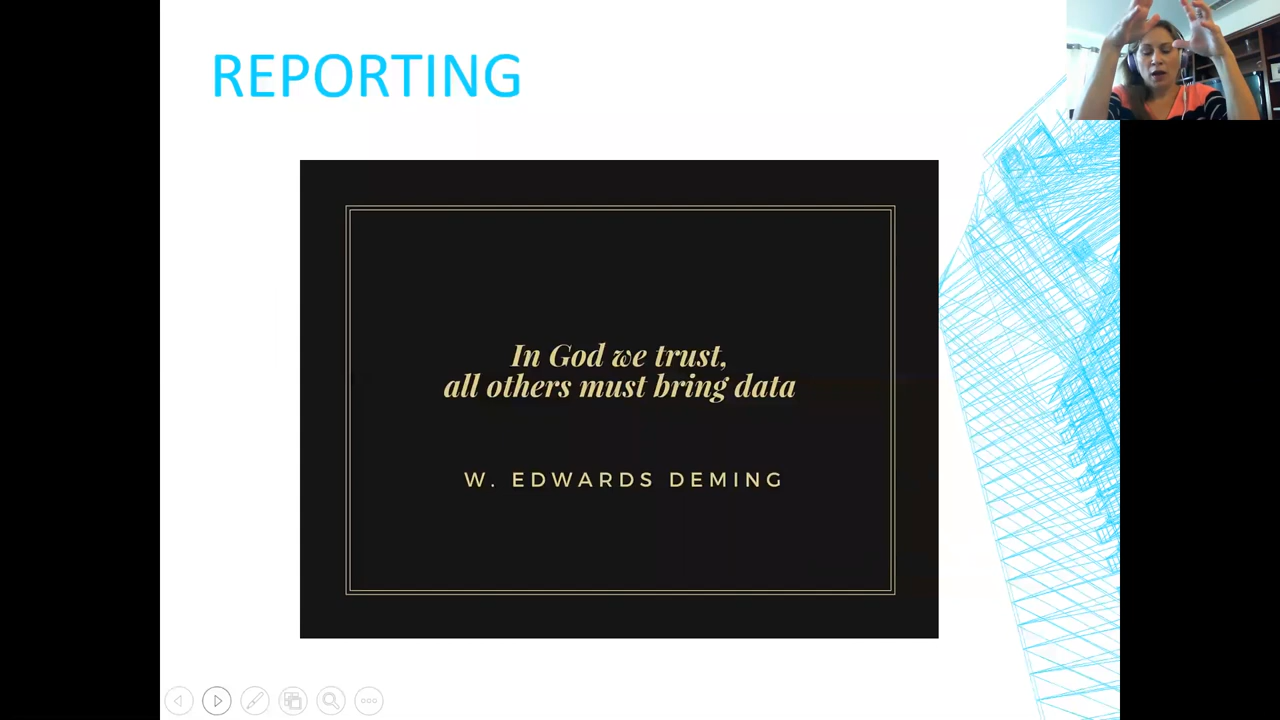 REPORTING
In God we trust,
all others must bring data
W. EDWARDS DEMING